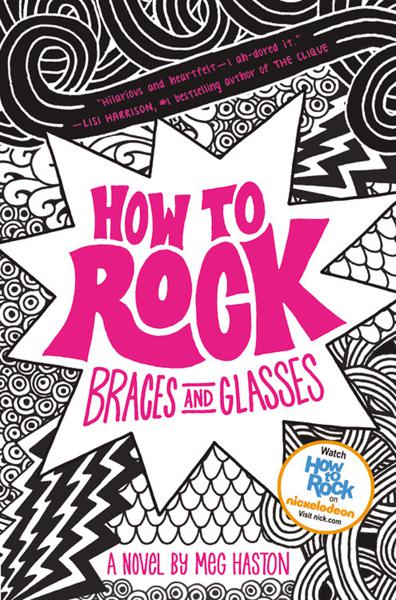 "Hilarious and heartfelt—I ah-dored it."
—LISI HARRISON, #1 bestselling author of THE CLIQUE
HOW TO
ROCK
BRACES AND GLASSES
Watch
How
to
Rock
on
nickelodeon
Visit nick.com
A NOVEL BY MEG HASTON